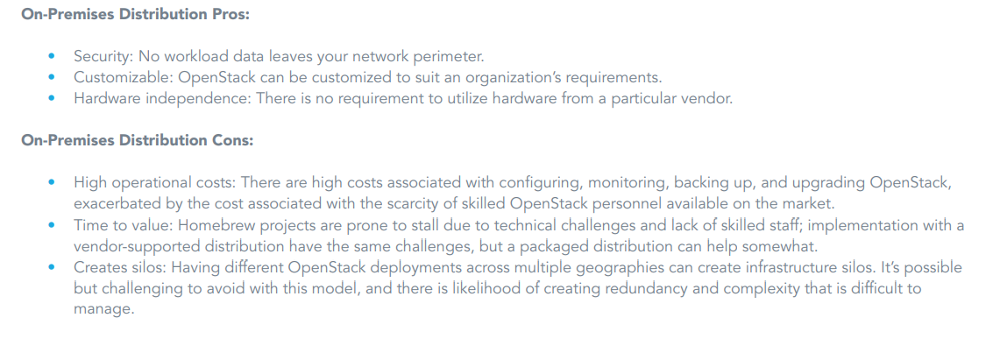 On-Premises Distribution Pros:
• Security: No workload data leaves your network perimeter.
• Customizable: OpenStack can be customized to suit an organization's requirements.
• Hardware independence: There is no requirement to utilize hardware from a particular vendor.
On-Premises Distribution Cons:
• High operational costs: There are high costs associated with configuring, monitoring, backing up, and upgrading OpenStack,
exacerbated by the cost associated with the scarcity of skilled OpenStack personnel available on the market.
• Time to value: Homebrew projects are prone to stall due to technical challenges and lack of skilled staff; implementation with a
vendor-supported distribution have the same challenges, but a packaged distribution can help somewhat.
• Creates silos: Having different OpenStack deployments across multiple geographies can create infrastructure silos. It's possible
but challenging to avoid with this model, and there is likelihood of creating redundancy and complexity that is difficult to
manage.